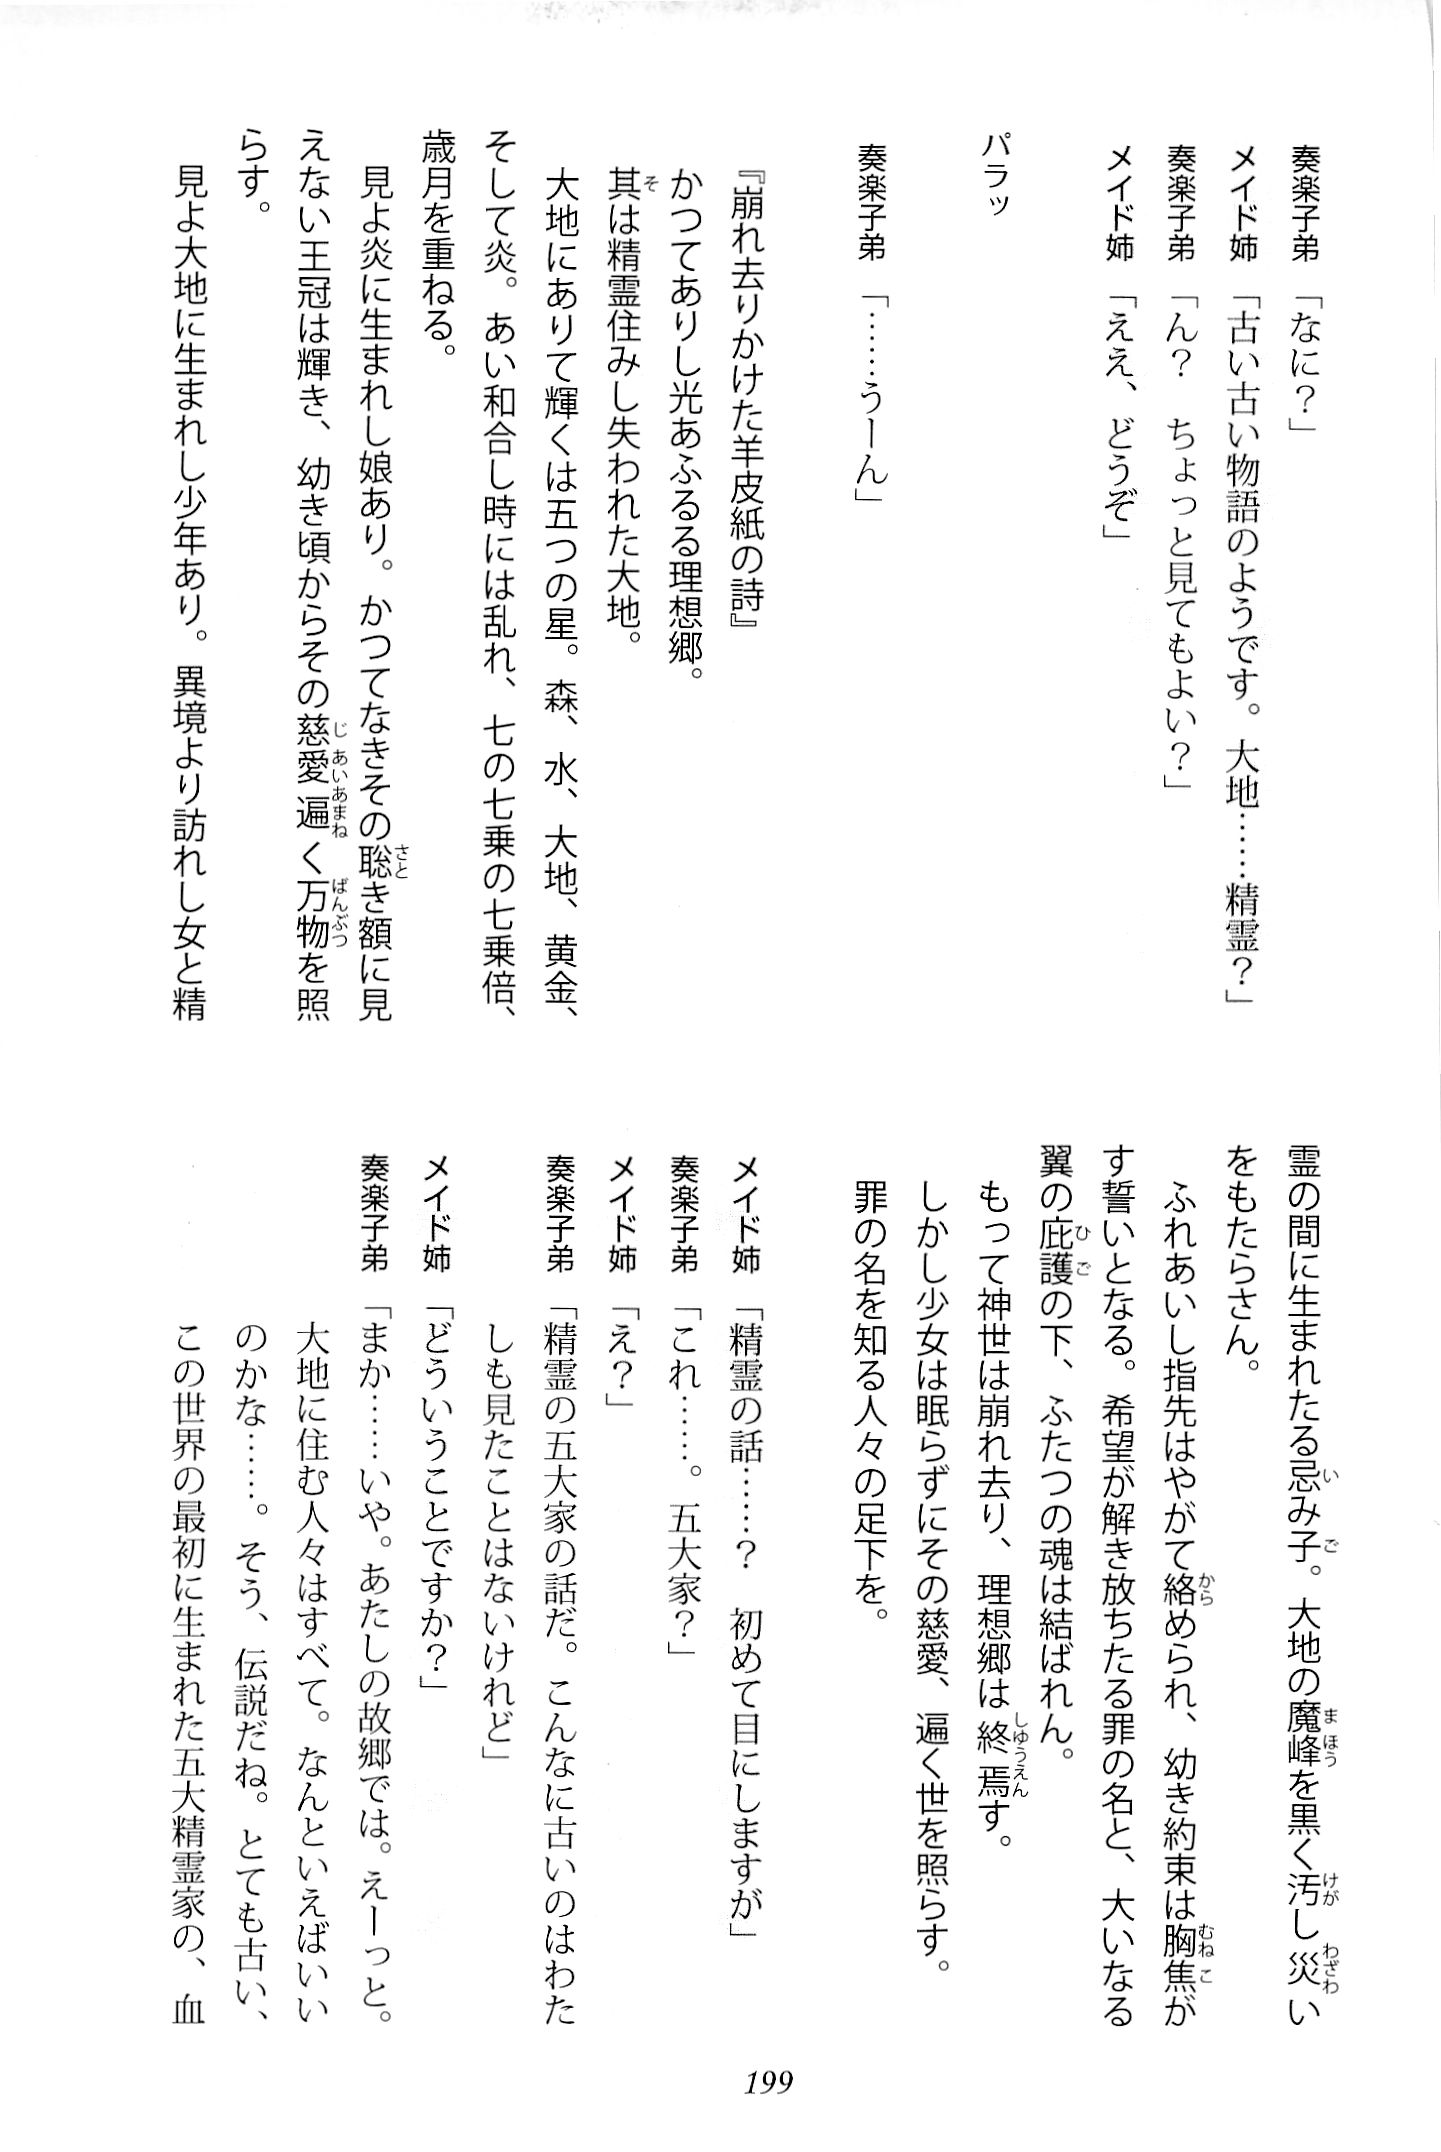 奏楽子弟「なに？」
メイド姉「古い古い物語のようです。大地……精霊？」
奏楽子弟「ん？　ちょっと見てもよい？」
メイド姉「ええ、どうぞ」
パラッ
奏楽子弟「……うーん」
『崩れ去りかけた羊皮紙の詩』
かつてありし光あふるる理想郷。
其は精霊住みし失われた大地。
大地にありて輝くは五つの星。森、水、大地、黄金、
そして炎。あい和合し時には乱れ、七の七乗の七乗倍、
歳月を重ねる。
見よ炎に生まれし娘あり。かつてなきその聡き額に見
えない王冠は輝き、幼き頃からその慈愛遍く万物を照
らす。
見よ大地に生まれし少年あり。異境より訪れし女と精
霊の間に生まれたる忌み子。大地の魔峰を黒く汚し災い
をもたらさん。
ふれあいし指先はやがて絡められ、幼き約束は胸焦が
す誓いとなる。希望が解き放ちたる罪の名と、大いなる
翼の庇護の下、ふたつの魂は結ばれん。
もって神世は崩れ去り、理想郷は終焉す。
しかし少女は眠らずにその慈愛、遍く世を照らす。
罪の名を知る人々の足下を。
メイド姉「精霊の話……？　初めて目にしますが」
奏楽子弟「これ……。五大家？」
メイド姉「え？」
奏楽子弟「精霊の五大家の話だ。こんなに古いのはわた
しも見たことはないけれど」
メイド姉「どういうことですか？」
奏楽子弟「まか……いや。あたしの故郷では。えーっと。
大地に住む人々はすべて。なんといえばいい
のかな……。そう、伝説だね。とても古い、
この世界の最初に生まれた五大精霊家の、血
199